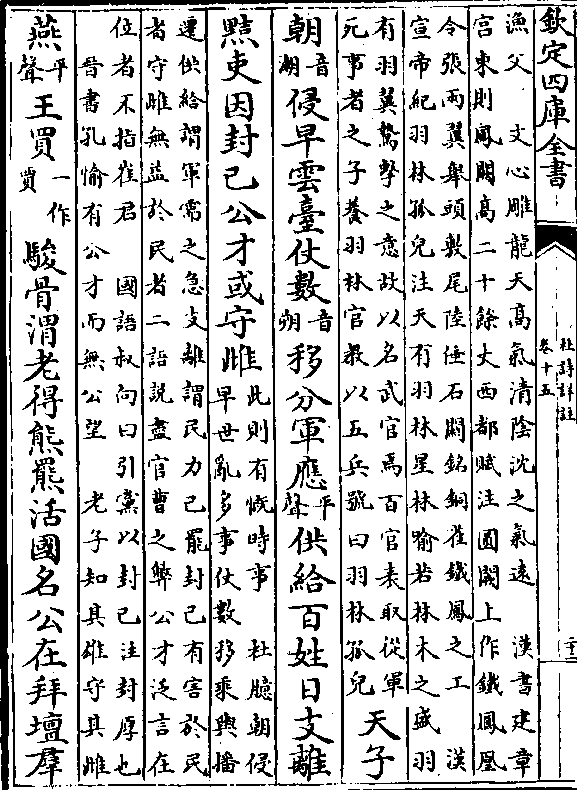 欽定四庫全書
杜詩詳註
卷十五
漁父　文心雕龍天高氣清陰沈之氣遠　漢書建章
宮東則鳳闕高二十餘丈西都賦注圓闕上作鐵鳳凰
令張兩翼舉頭敷尾陸倕石闕銘銅雀鐵鳳之工　漢
宣帝紀羽林孤兒注天有羽林星林喻若林木之盛羽
有羽翼鷙擊之意故以名武官焉百官表取從軍
死事者之子養羽林官教以五兵號曰羽林孤兒
天子
朝音潮侵早雲臺仗數音朔移分軍應平聲供給百姓日支離
黠吏因封己公才或守雌
此則有慨時事　杜臆朝侵
早世亂多事仗數移乘輿播
遷供給謂軍需之急支離謂民力已罷封己有害於民
者守雌無益於民者二語說盡官曹之弊公才泛言在
位者不指崔君　國語叔向曰引黨以封己注封厚也
晉書孔愉有公才而無公望　老子知其雄守其雌
燕平聲王買一作賈駿骨渭老得熊羆活國名公在拜壇羣